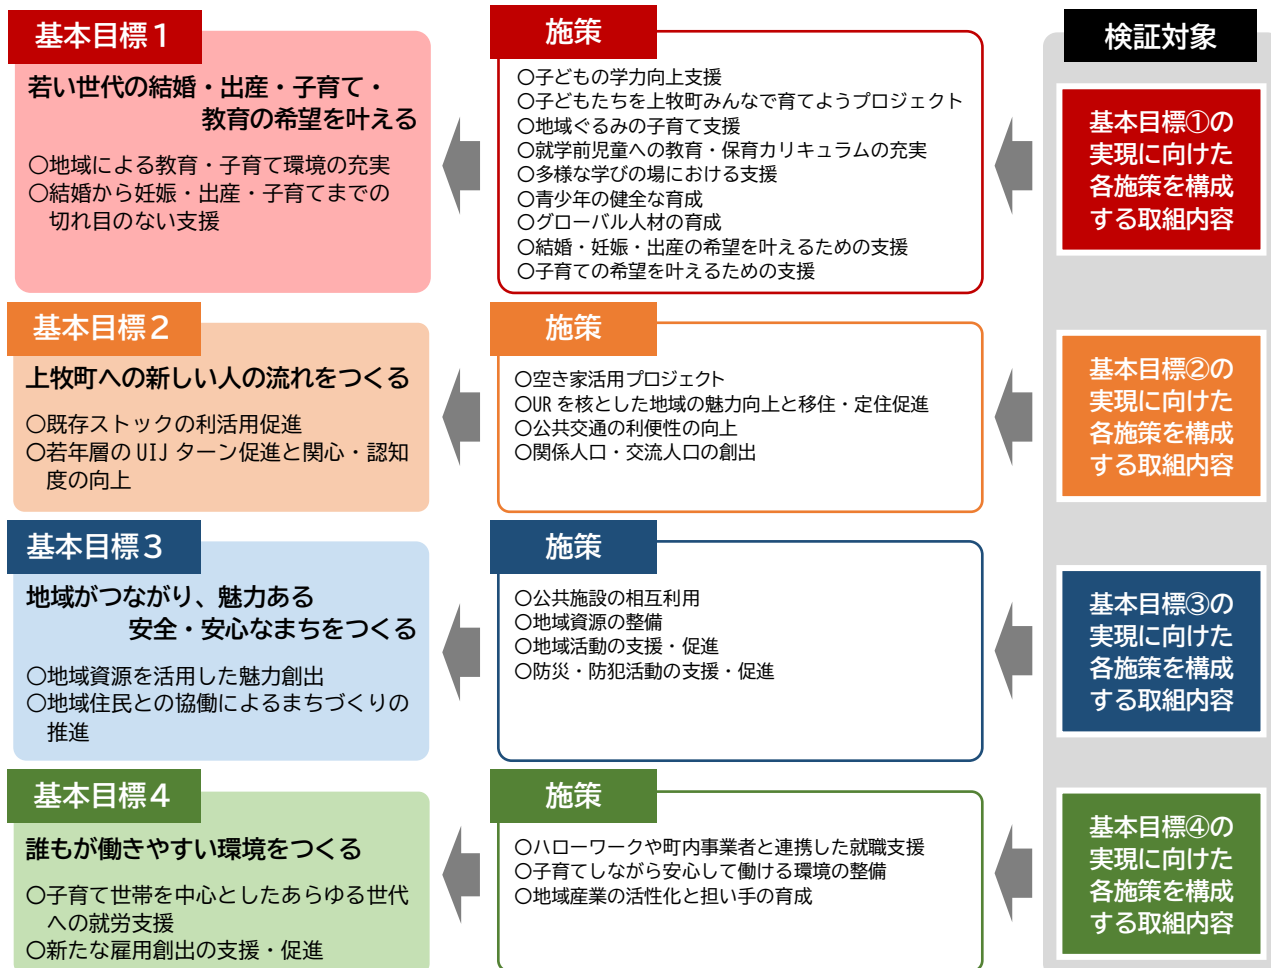 基本目標１
若い世代の結婚・出産・子育て・
教育の希望を叶える
〇地域による教育・子育て環境の充実
〇結婚から妊娠・出産・子育てまでの
切れ目のない支援
施策
〇子どもの学力向上支援
〇子どもたちを上牧町みんなで育てようプロジェクト
〇地域ぐるみの子育て支援
〇就学前児童への教育・保育カリキュラムの充実
〇多様な学びの場における支援
〇青少年の健全な育成
〇グローバル人材の育成
〇結婚・妊娠・出産の希望を叶えるための支援
〇子育ての希望を叶えるための支援
検証対象
基本目標①の
実現に向けた
各施策を構成
する取組内容
基本目標２
上牧町への新しい人の流れをつくる
〇既存ストックの利活用促進
〇若年層のUIJターン促進と関心・認知
度の向上
施策
〇空き家活用プロジェクト
〇URを核とした地域の魅力向上と移住・定住促進
〇公共交通の利便性の向上
〇関係人口・交流人口の創出
基本目標②の
実現に向けた
各施策を構成
する取組内容
基本目標３
地域がつながり、魅力ある
安全・安心なまちをつくる
〇地域資源を活用した魅力創出
〇地域住民との協働によるまちづくりの
推進
施策
〇公共施設の相互利用
〇地域資源の整備
〇地域活動の支援・促進
〇防災・防犯活動の支援・促進
基本目標③の
実現に向けた
各施策を構成
する取組内容
基本目標４
誰もが働きやすい環境をつくる
〇子育て世帯を中心としたあらゆる世代
への就労支援
〇新たな雇用創出の支援・促進
施策
〇ハローワークや町内事業者と連携した就職支援
〇子育てしながら安心して働ける環境の整備
〇地域産業の活性化と担い手の育成
基本目標④の
実現に向けた
各施策を構成
する取組内容